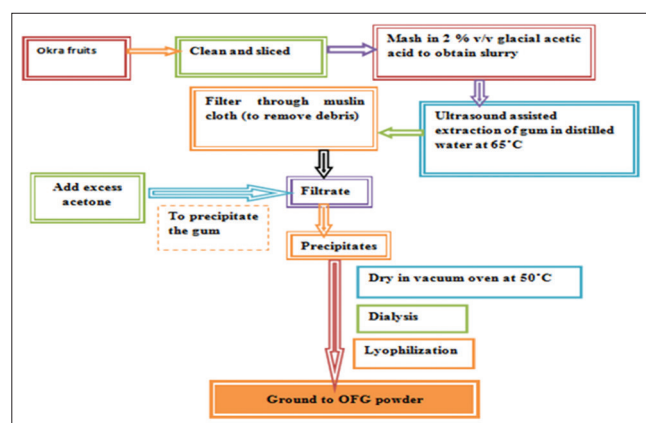 Okra fruits
Clean and sliced
Mash in 2 % v/v glacial acetic
acid to obtain slurry
Filter through muslin
cloth (to remove debris)
Ultrasound assisted
extraction of gum in distilled
water at 65˚C
Add excess
acetone
To precipitate
the gum
Filtrate
Precipitates
Dry in vacuum oven at 50˚C
Dialysis
Lyophilization
Ground to OFG powder